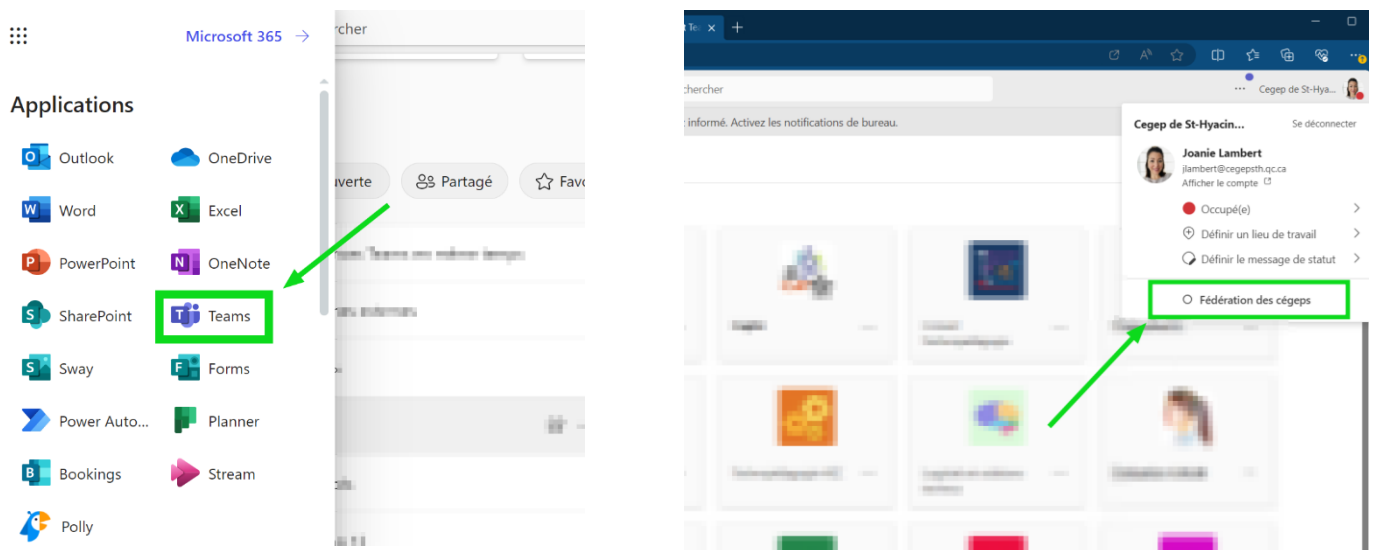 Microsoft 365 →
rcher
Applications
Outlook
OneDrive
Word
Excel
PowerPoint
OneNote
SharePoint
Teams
Sway
Forms
Power Auto...
Planner
Bookings
Stream
Polly
uverte
Partagé
Favo
t Te
chercher
Cegep de St-Hya...
t informé. Activez les notifications de bureau.
Cegep de St-Hyacin...
Se déconnecter
Joanie Lambert
jlambert@cegepsth.qc.ca
Afficher le compte
Occupé(e)
Définir un lieu de travail
Définir le message de statut
Fédération des cégeps